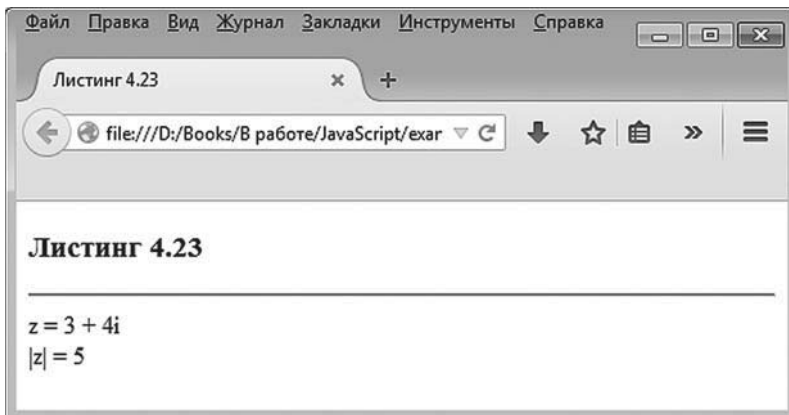 Файл Правка Вид Журнал Закладки Инструменты Справка
Листинг 4.23
file:///D:/Books/В работе/JavaScript/exar
Листинг 4.23
z = 3 + 4i
|z| = 5